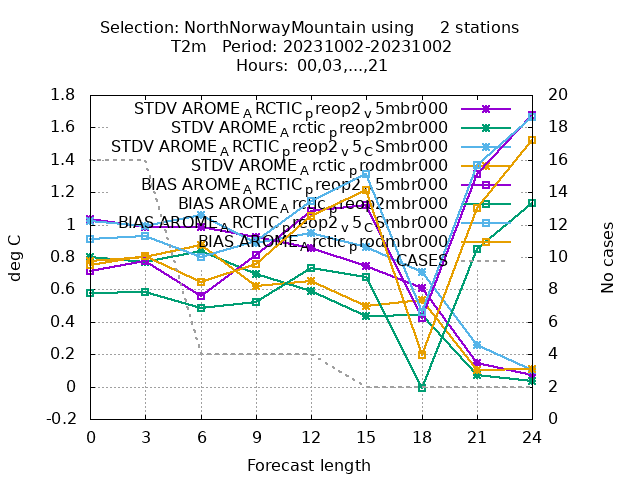 Selection: NorthNorwayMountain using 2 stations
T2m Period: 20231002-20231002
Hours: 00,03,...,21
STDV AROME_ARCTIC_preop2_v5mbr000
STDV AROME_Arctic_preop2mbr000
STDV AROME_ARCTIC_preop2_v5_CSmbr000
STDV AROME_Arctic_prodmbr000
BIAS AROME_ARCTIC_preop2_v5mbr000
BIAS AROME_Arctic_preop2mbr000
BIAS AROME_ARCTIC_preop2_v5_CSmbr000
BIAS AROME_Arctic_prodmbr000
CASES
deg C
1.8
1.6
1.4
1.2
1
0.8
0.6
0.4
0.2
0
-0.2
No cases
20
18
16
14
12
10
8
6
4
2
0
0 3 6 9 12 15 18 21 24
Forecast length